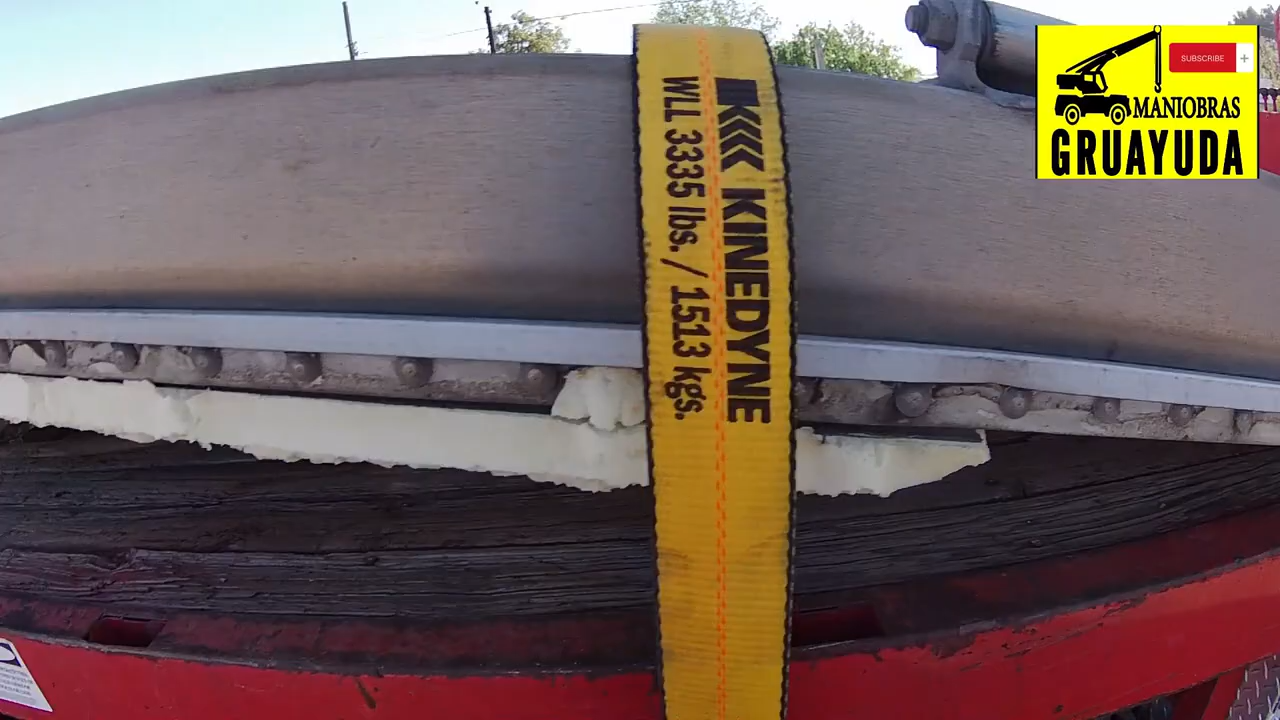 KINEDYNE
WLL 3335 lbs. / 1513 kgs.
SUBSCRIBE
MANIOBRAS
GRUAYUDA